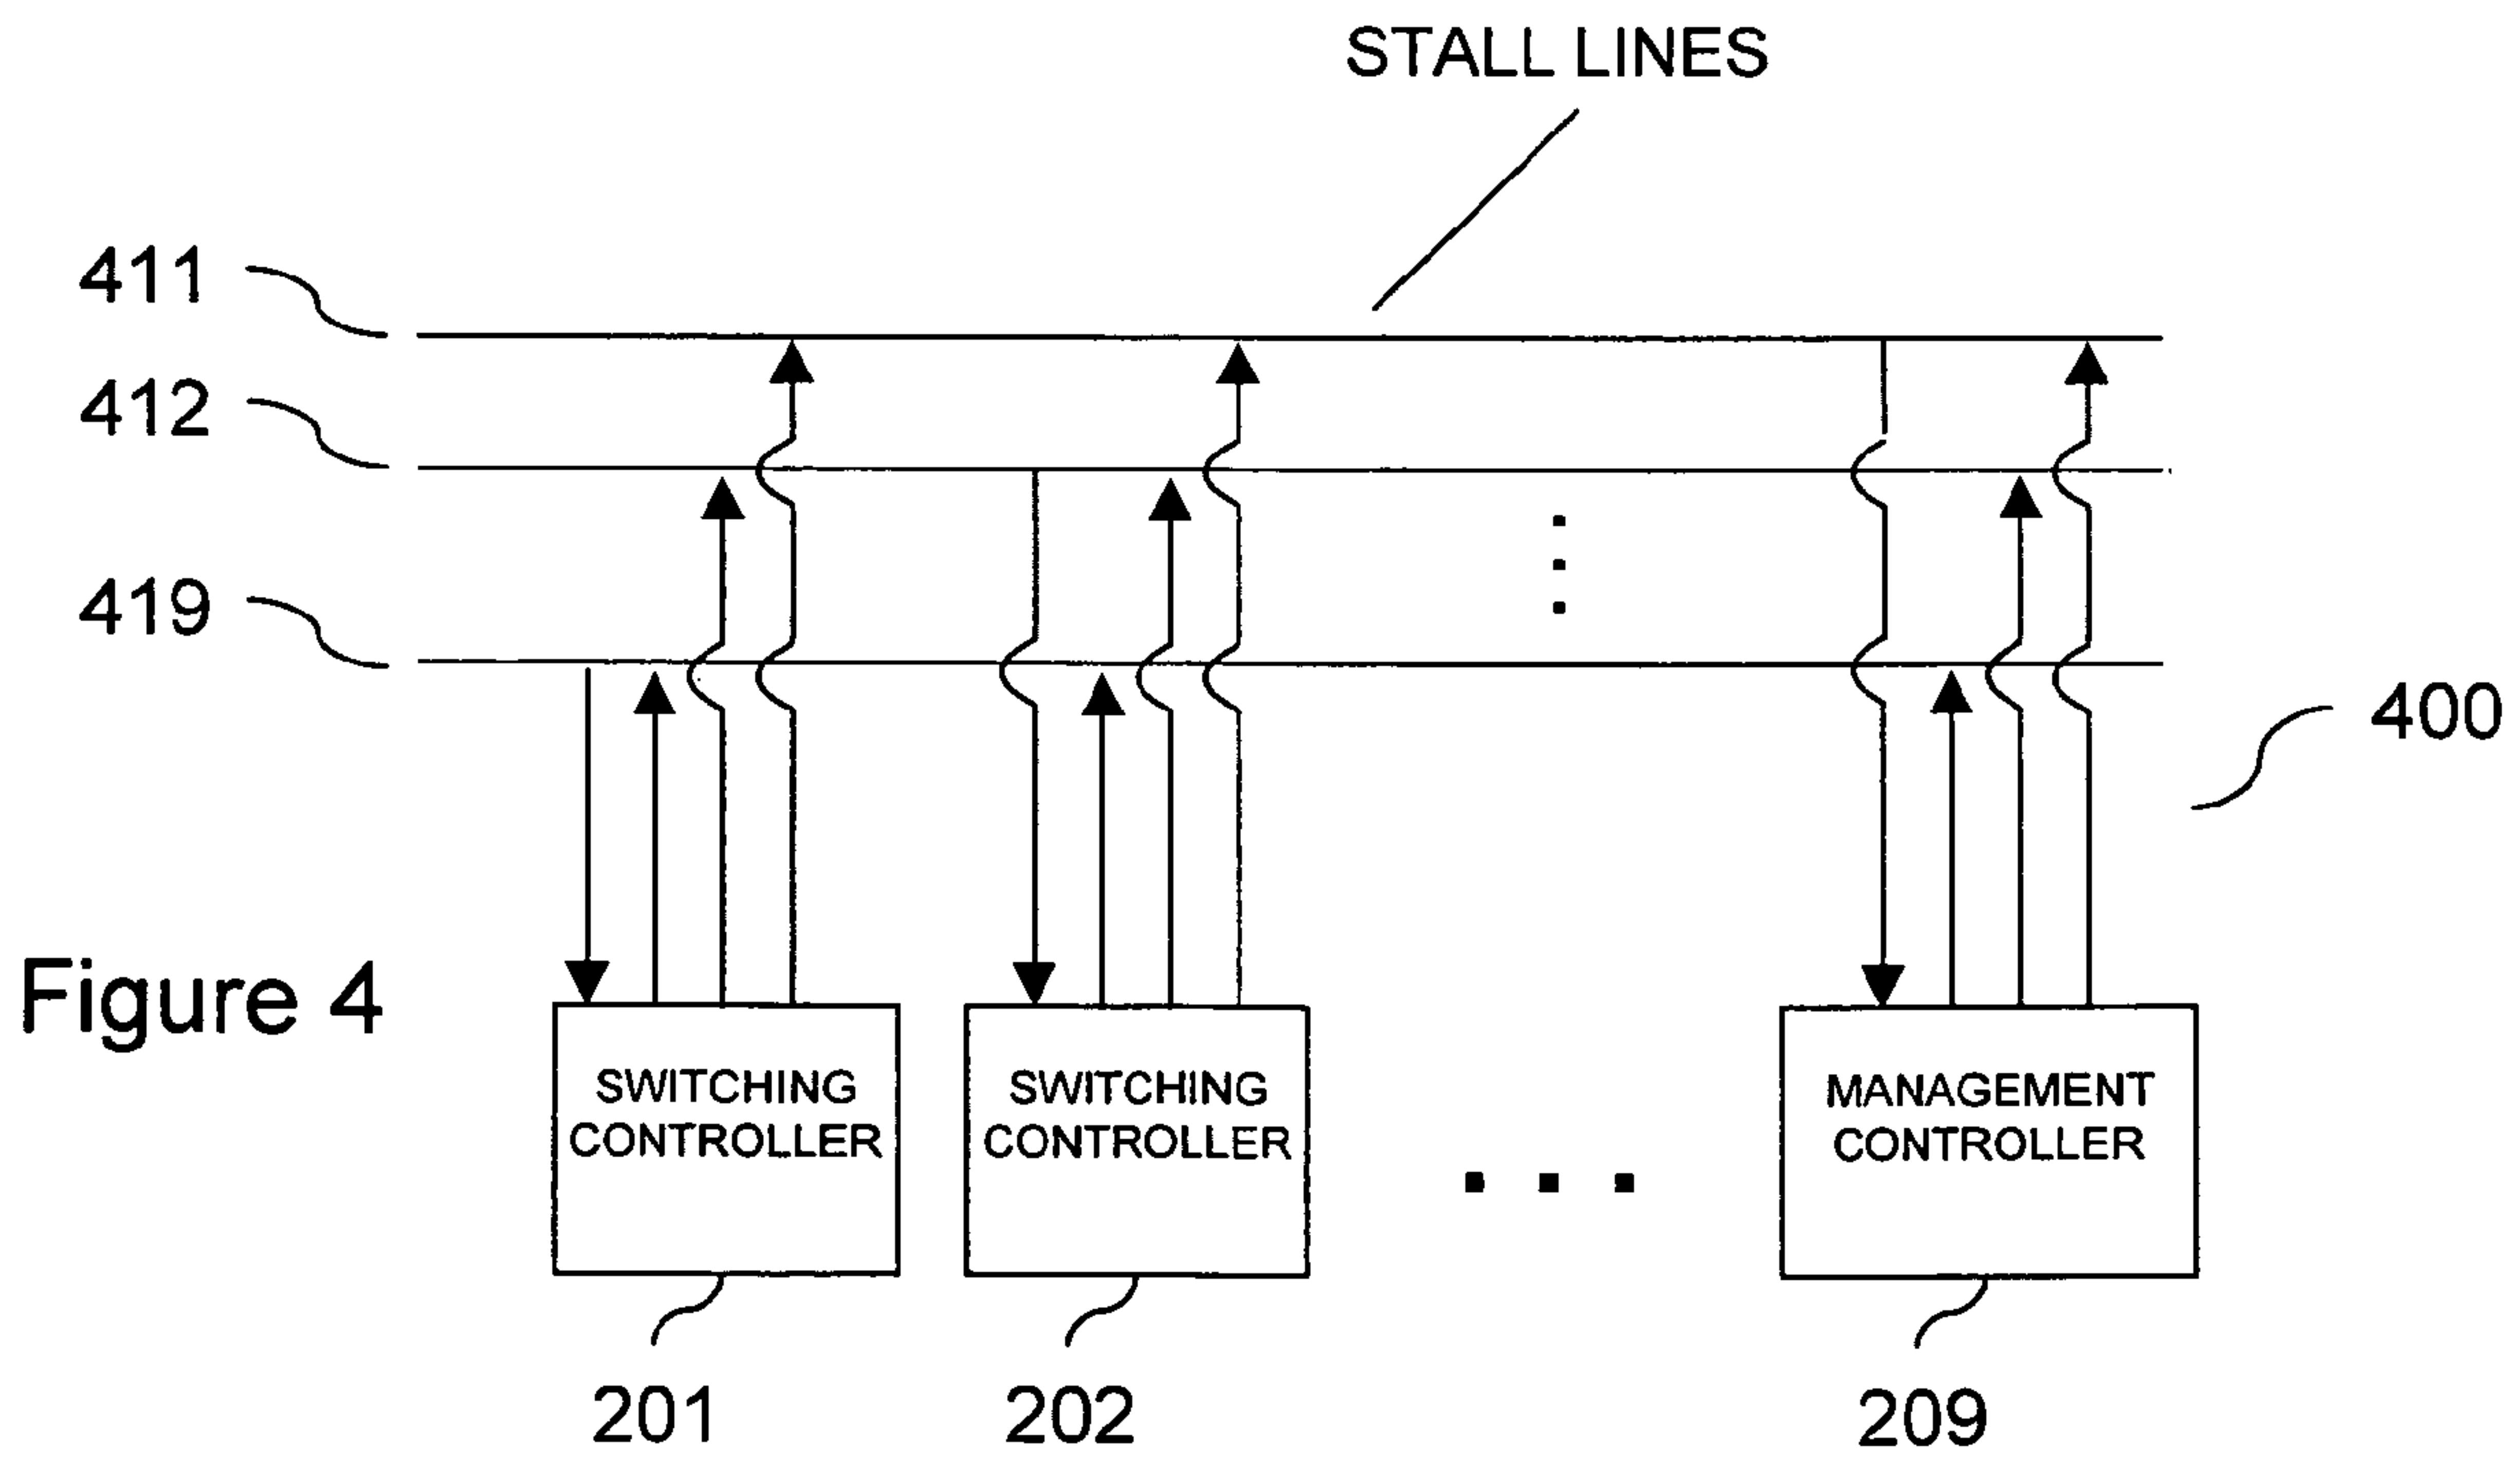 STALL LINES
411
412
419
400
Figure 4
SWITCHING
CONTROLLER
SWITCHING
CONTROLLER
MANAGEMENT
CONTROLLER
201
202
209